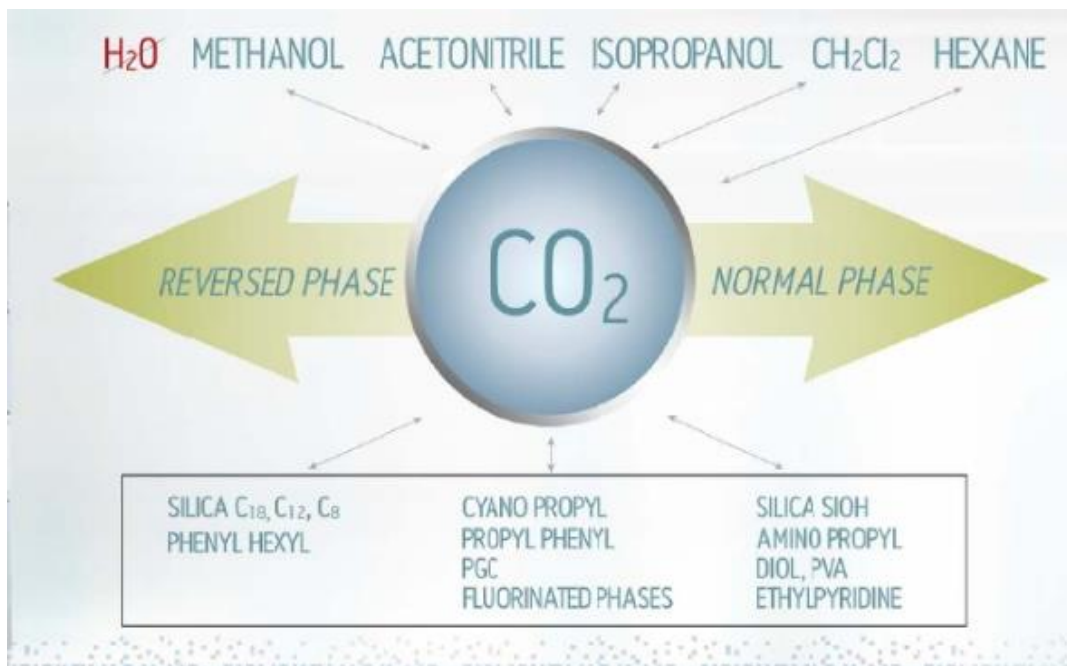 H₂O METHANOL ACETONITRILE ISOPROPANOL CH₂Cl₂ HEXANE
CO₂
REVERSED PHASE
NORMAL PHASE
SILICA C₁₈, C₁₂, C₈
PHENYL HEXYL
CYANO PROPYL
PROPYL PHENYL
PGC
FLUORINATED PHASES
SILICA SIOH
AMINO PROPYL
DIOL, PVA
ETHYLPYRIDINE